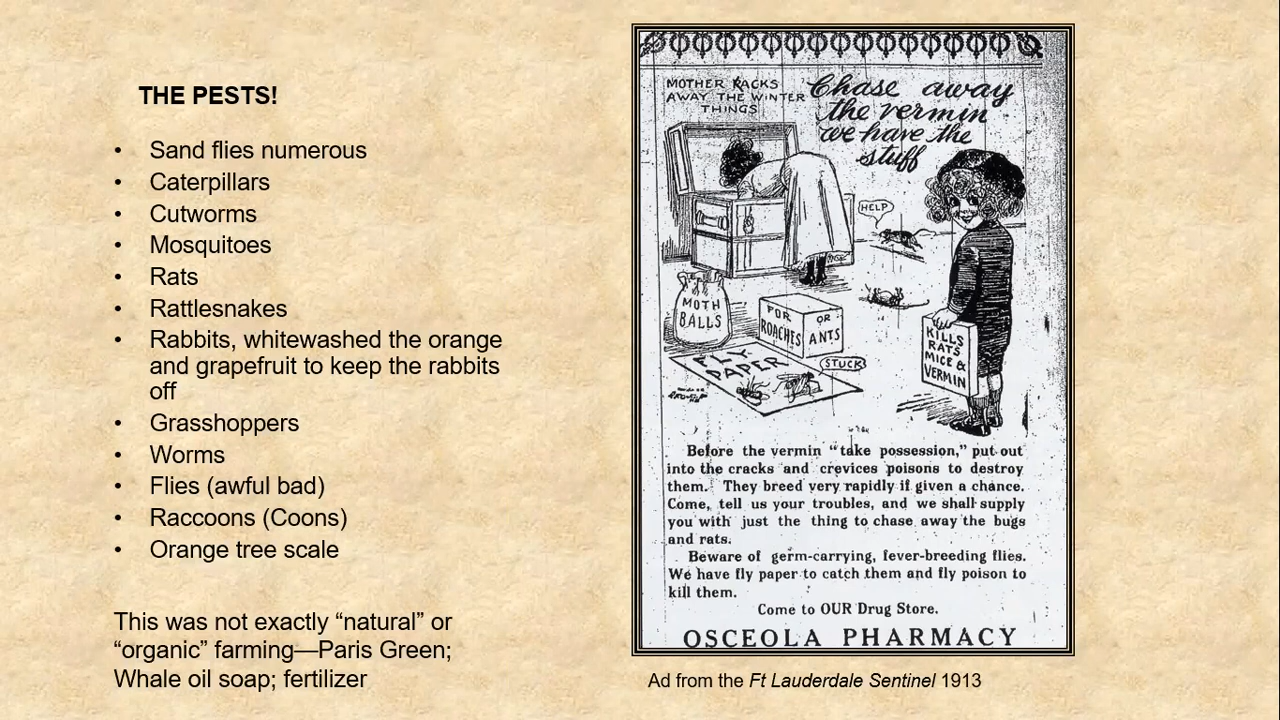 THE PESTS!
• Sand flies numerous
• Caterpillars
• Cutworms
• Mosquitoes
• Rats
• Rattlesnakes
• Rabbits, whitewashed the orange
and grapefruit to keep the rabbits
off
• Grasshoppers
• Worms
• Flies (awful bad)
• Raccoons (Coons)
• Orange tree scale
This was not exactly “natural” or
“organic” farming—Paris Green;
Whale oil soap; fertilizer
MOTHER RACKS
AWAY THE WINTER
THINGS
Chase away
the vermin
we have the
stuff
HELP
MOTH
BALLS
FOR
ROACHES
OR
ANTS
FLY
PAPER
STUCK
KILLS
RATS
MICE &
VERMIN
Before the vermin “take possession,” put out
into the cracks and crevices poisons to destroy
them. They breed very rapidly if given a chance.
Come, tell us your troubles, and we shall supply
you with just the thing to chase away the bugs
and rats.
Beware of germ-carrying, fever-breeding flies.
We have fly paper to catch them and fly poison to
kill them.
Come to OUR Drug Store.
OSCEOLA PHARMACY
Ad from the Ft Lauderdale Sentinel 1913